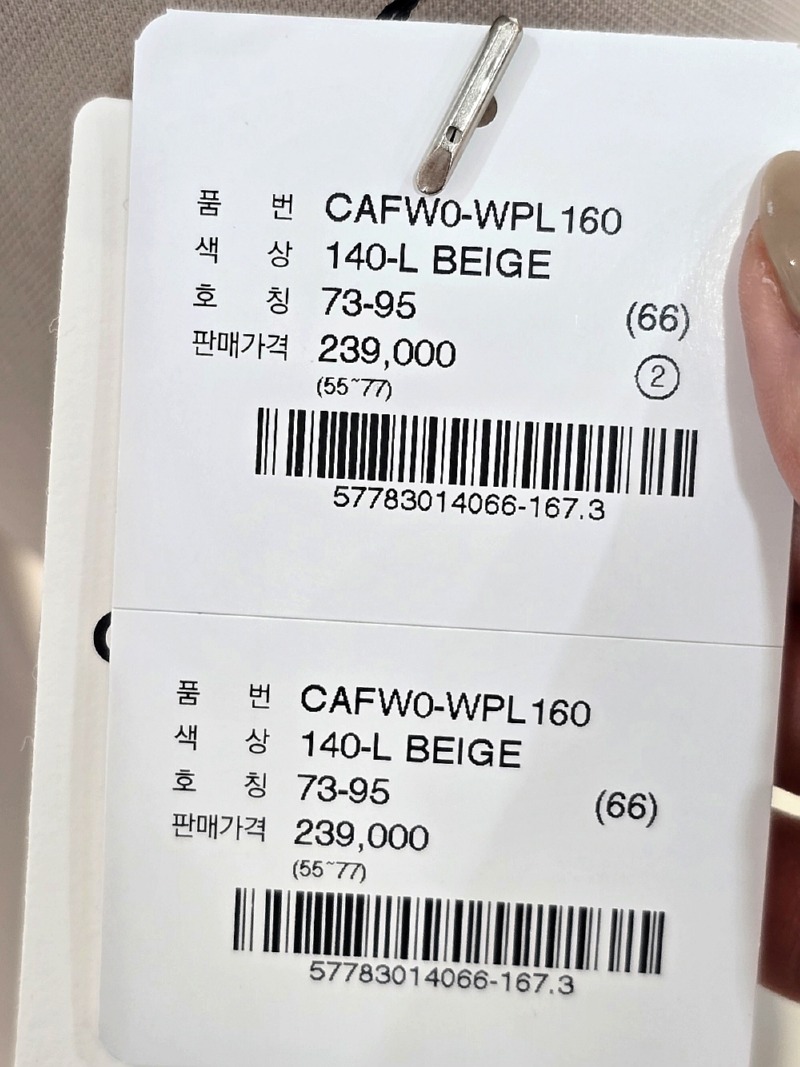 품 번 CAFW0-WPL160
색 상 140-L BEIGE
호 칭 73-95 (66)
판매가격 239,000 ②
(55~77)
57783014066-167.3
품 번 CAFW0-WPL160
색 상 140-L BEIGE
호 칭 73-95 (66)
판매가격 239,000
(55~77)
57783014066-167.3